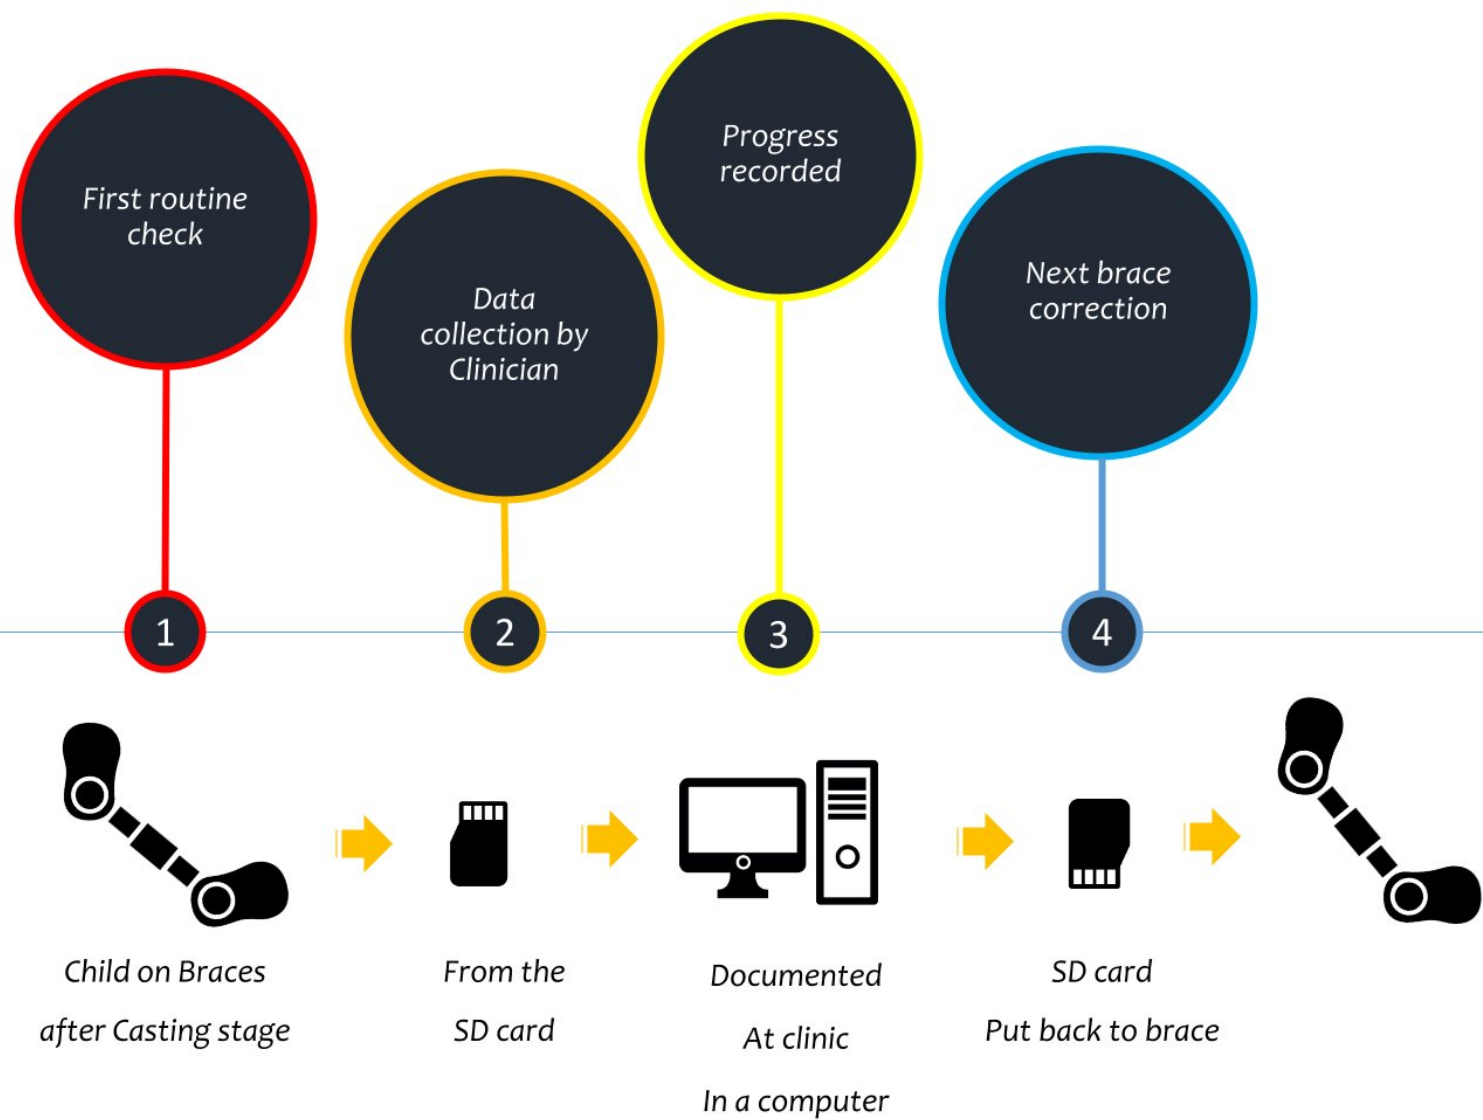 First routine
check
Data
collection by
Clinician
Progress
recorded
Next brace
correction
1
2
3
4
Child on Braces
after Casting stage
From the
SD card
Documented
At clinic
In a computer
SD card
Put back to brace